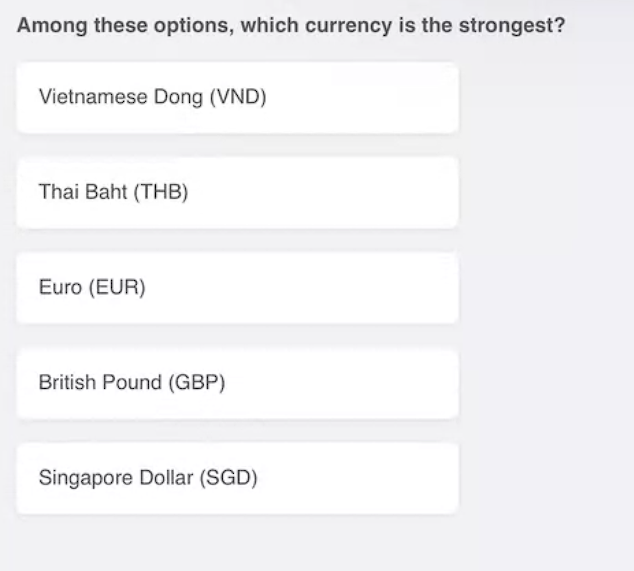 Among these options, which currency is the strongest?
Vietnamese Dong (VND)
Thai Baht (THB)
Euro (EUR)
British Pound (GBP)
Singapore Dollar (SGD)